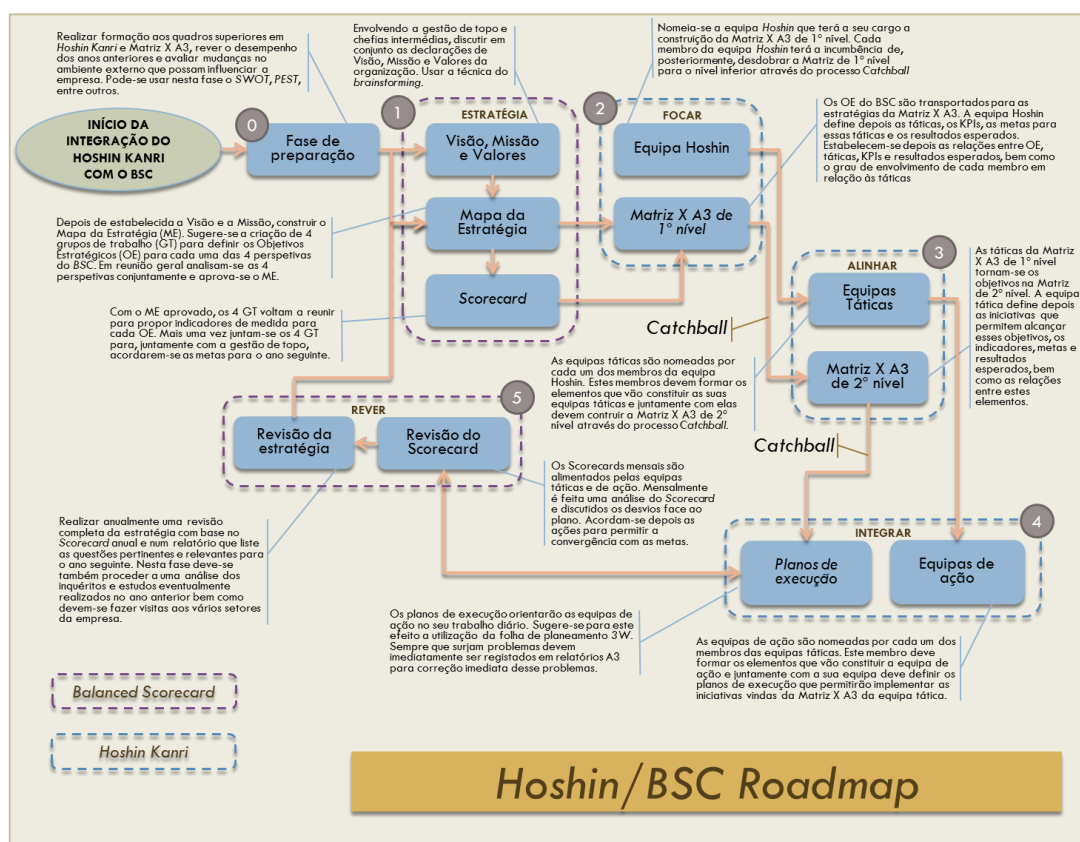 Realizar formação aos quadros superiores em
Hoshin Kanri e Matriz X A3, rever o desempenho
dos anos anteriores e avaliar mudanças no
ambiente externo que possam influenciar a
empresa. Pode-se usar nesta fase o SWOT, PEST,
entre outros.
Envolvendo a gestão de topo e
chefias intermédias, discutir em
conjunto as declarações de
Visão, Missão e Valores da
organização. Usar a técnica do
brainstorming.
Nomeia-se a equipa Hoshin que terá a seu cargo a
construção da Matriz X A3 de 1º nível. Cada
membro da equipa Hoshin terá a incumbência de,
posteriormente, desdobrar a Matriz de 1º nível
para o nível inferior através do processo Catchball
INÍCIO DA
INTEGRAÇÃO DO
HOSHIN KANRI
COM O BSC
0
Fase de
preparação
1
ESTRATÉGIA
Visão, Missão
e Valores
Mapa da
Estratégia
Scorecard
2
FOCAR
Equipa Hoshin
Matriz X A3 de
1º nível
Os OE do BSC são transportados para as
estratégias da Matriz X A3. A equipa Hoshin
define depois as táticas, os KPIs, as metas para
essas táticas e os resultados esperados.
Estabelecem-se depois as relações entre OE,
táticas, KPIs e resultados esperados, bem como
o grau de envolvimento de cada membro em
relação às táticas
Depois de estabelecida a Visão e a Missão, construir o
Mapa da Estratégia (ME). Sugere-se a criação de 4
grupos de trabalho (GT) para definir os Objetivos
Estratégicos (OE) para cada uma das 4 perspetivas
do BSC. Em reunião geral analisam-se as 4
perspetivas conjuntamente e aprova-se o ME.
Com o ME aprovado, os 4 GT voltam a reunir
para propor indicadores de medida para
cada OE. Mais uma vez juntam-se os 4 GT
para, juntamente com a gestão de topo,
acordarem-se as metas para o ano seguinte.
3
ALINHAR
Equipas
Táticas
Matriz X A3
de 2º nível
As táticas da Matriz
X A3 de 1º nível
tornam-se os
objetivos na Matriz
de 2º nível. A equipa
tática define depois
as iniciativas que
permitem alcançar
esses objetivos, os
indicadores, metas e
resultados
esperados, bem
como as relações
entre estes
elementos.
Catchball
As equipas táticas são nomeadas por
cada um dos membros da equipa
Hoshin. Estes membros devem formar os
elementos que vão constituir as suas
equipas táticas e juntamente com elas
devem contruir a Matriz X A3 de 2º
nível através do processo Catchball.
Catchball
5
REVER
Revisão da
estratégia
Revisão do
Scorecard
Os Scorecards mensais são
alimentados pelas equipas
táticas e de ação. Mensalmente
é feita uma análise do Scorecard
e discutidos os desvios face ao
plano. Acordam-se depois as
ações para permitir a
convergência com as metas.
Realizar anualmente uma revisão
completa da estratégia com base no
Scorecard anual e num relatório que liste
as questões pertinentes e relevantes para
o ano seguinte. Nesta fase deve-se
também proceder a uma análise dos
inquéritos e estudos eventualmente
realizados no ano anterior bem como
devem-se fazer visitas aos vários setores
da empresa.
4
INTEGRAR
Planos de
execução
Equipas de
ação
Os planos de execução orientarão as equipas de
ação no seu trabalho diário. Sugere-se para este
efeito a utilização da folha de planeamento 3W.
Sempre que surjam problemas devem
imediatamente ser registados em relatórios A3
para correção imediata desse problemas.
As equipas de ação são nomeadas por cada um dos
membros das equipas táticas. Este membro deve
formar os elementos que vão constituir a equipa de
ação e juntamente com a sua equipa deve definir os
planos de execução que permitirão implementar as
iniciativas vindas da Matriz X A3 da equipa tática.
Balanced Scorecard
Hoshin Kanri
Hoshin/BSC Roadmap